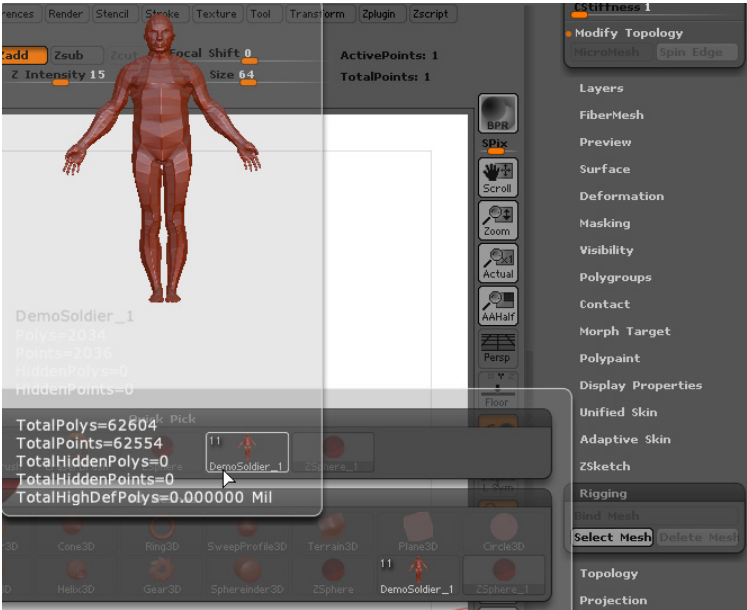 rences Render Stencil Stroke Texture Tool Transform Zplugin Zscript
Zadd Zsub Zcut Focal Shift 0
Z Intensity 15 Size 64
ActivePoints: 1
TotalPoints: 1
BPR
SPix
Scroll
Zoom
Actual
AAHalf
Persp
Floor
DemoSoldier_1
Polys=2034
Points=2036
HiddenPolys=0
HiddenPoints=0
Quick Pick
TotalPolys=62604
TotalPoints=62554
TotalHiddenPolys=0
TotalHiddenPoints=0
TotalHighDefPolys=0.000000 Mil
11
ZSphere DemoSoldier_1 ZSphere_1
3D Cone3D Ring3D SweepProfile3D Terrain3D Plane3D Circle3D
11
D Helix3D Gear3D Sphereinder3D ZSphere DemoSoldier_1 ZSphere_1
CStiffness 1
Modify Topology
MicroMesh Spin Edge
Layers
FiberMesh
Preview
Surface
Deformation
Masking
Visibility
Polygroups
Contact
Morph Target
Polypaint
Display Properties
Unified Skin
Adaptive Skin
ZSketch
Rigging
Bind Mesh
Select Mesh Delete Mesh
Topology
Projection